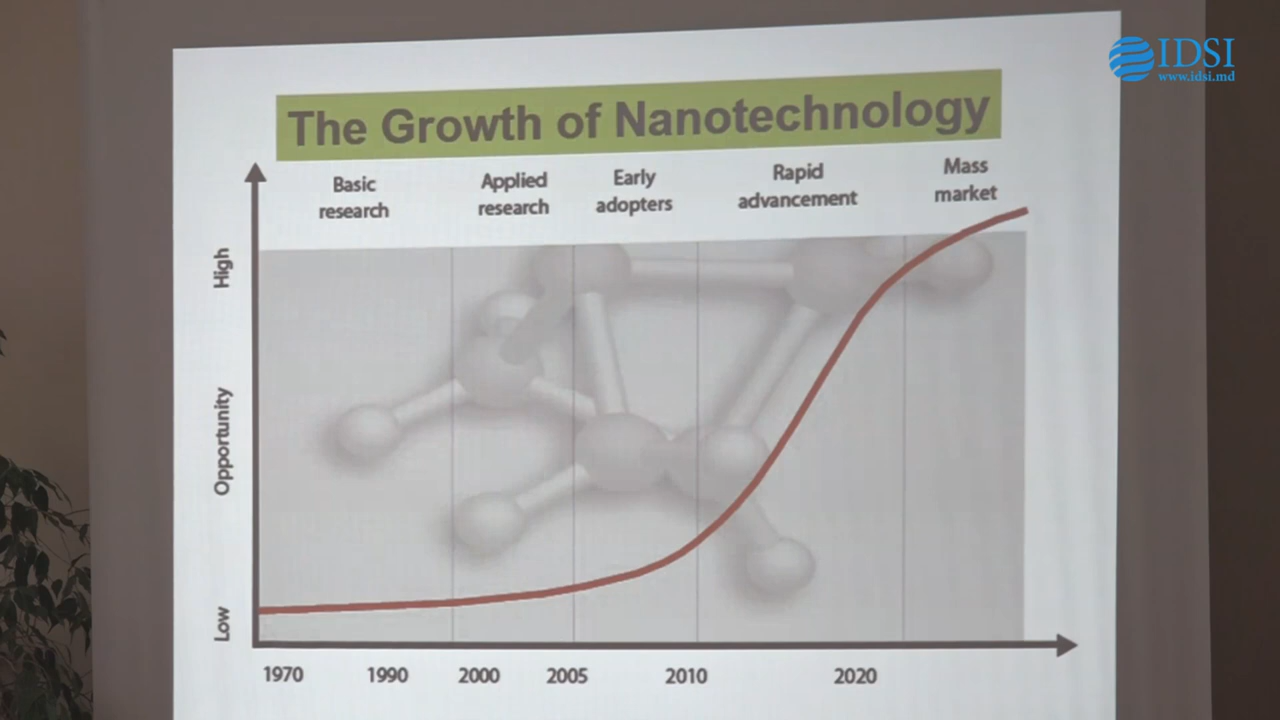 IDSI
www.idsi.md
The Growth of Nanotechnology
Basic
research
Applied
research
Early
adopters
Rapid
advancement
Mass
market
High
Opportunity
Low
1970 1990 2000 2005 2010 2020